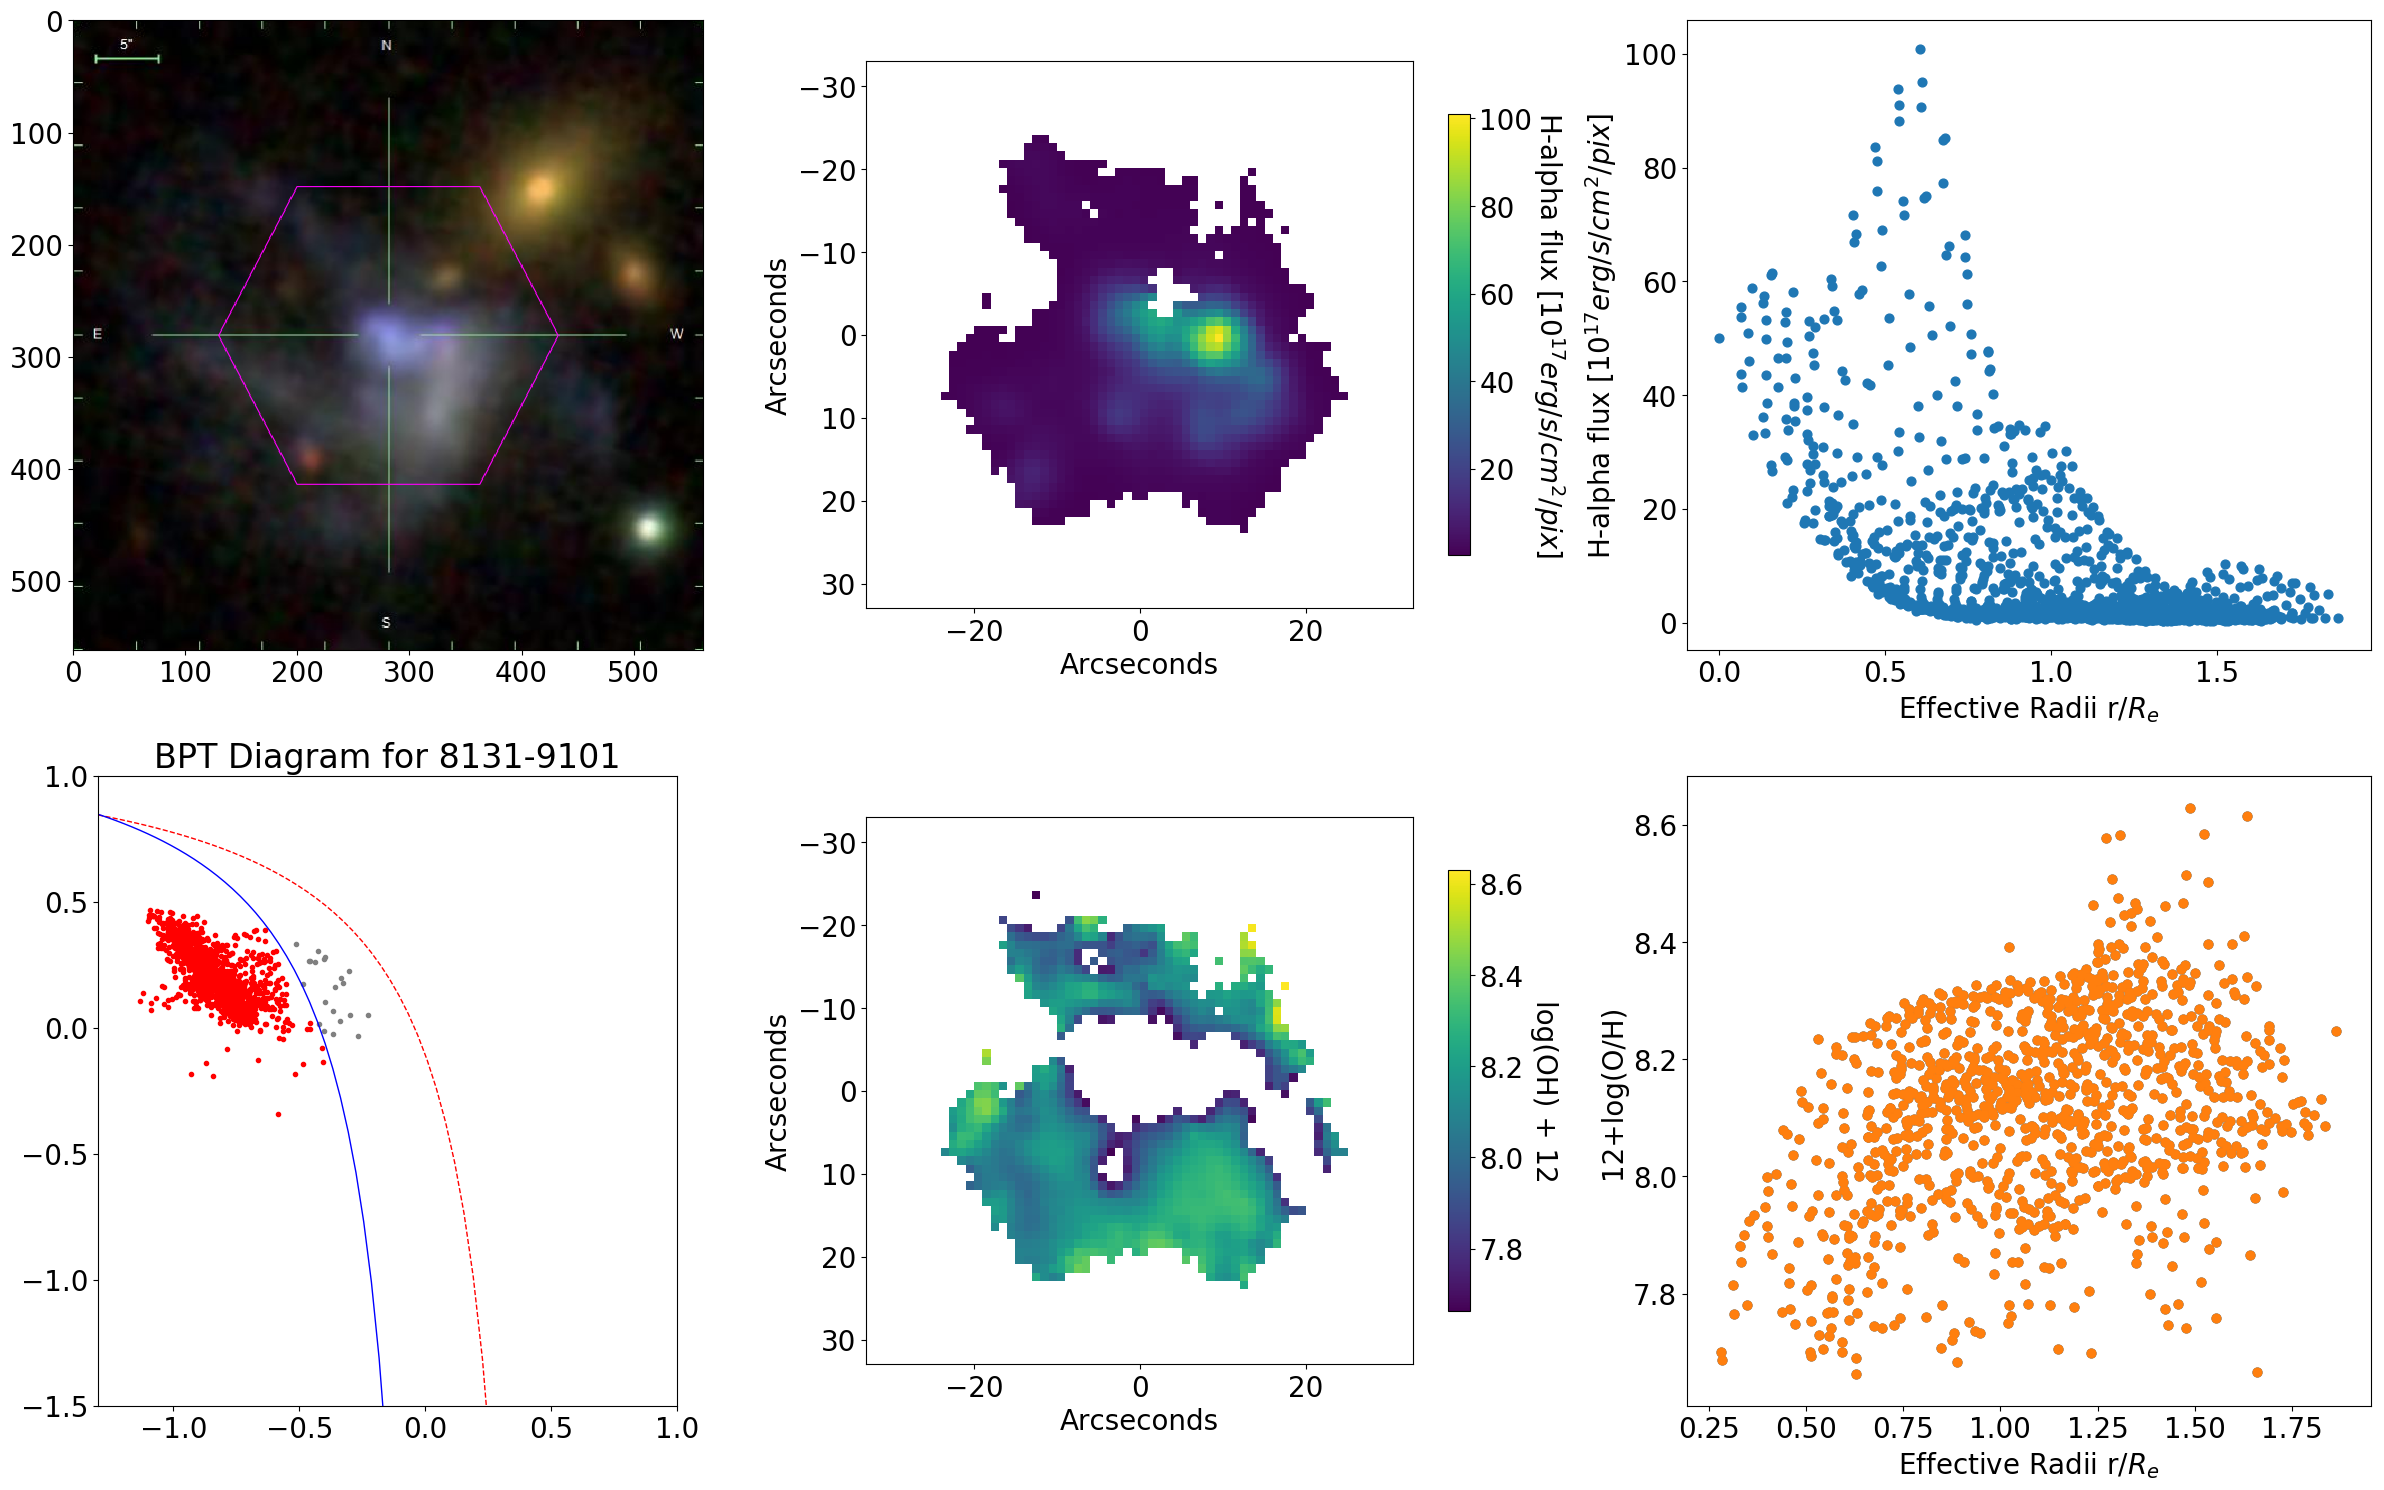 0
100
200
300
400
500
0 100 200 300 400 500
5"
N
E
W
S
−30
−20
−10
0
10
20
30
Arcseconds
−20 0 20
Arcseconds
100
80
60
40
20
H-alpha flux [10^{17}erg/s/cm^2/pix]
H-alpha flux [10^{17}erg/s/cm^2/pix]
100
80
60
40
20
0
0.0 0.5 1.0 1.5
Effective Radii r/R_e
BPT Diagram for 8131-9101
1.0
0.5
0.0
−0.5
−1.0
−1.5
−1.0 −0.5 0.0 0.5 1.0
−30
−20
−10
0
10
20
30
Arcseconds
−20 0 20
Arcseconds
8.6
8.4
8.2
8.0
7.8
log(OH) + 12
12+log(O/H)
8.6
8.4
8.2
8.0
7.8
0.25 0.50 0.75 1.00 1.25 1.50 1.75
Effective Radii r/R_e